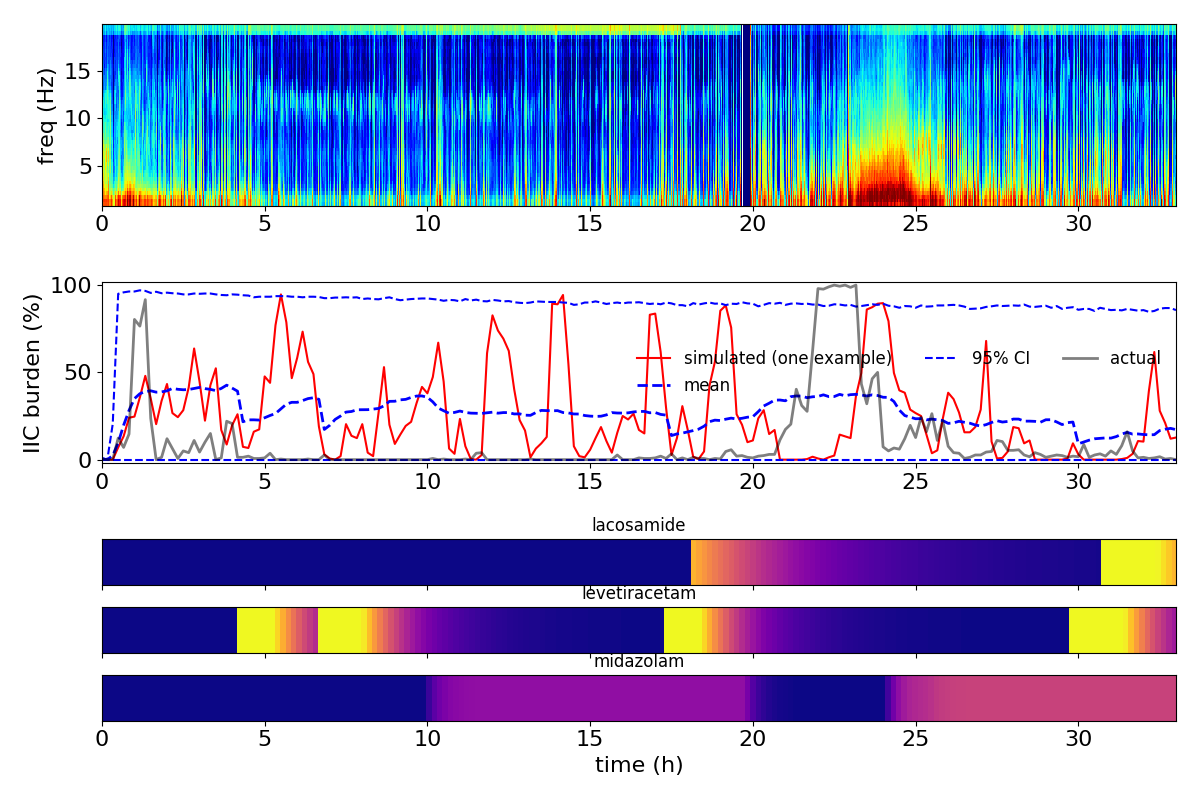 freq (Hz)
15
10
5
0 5 10 15 20 25 30
IIC burden (%)
100
50
0
simulated (one example) 95% CI actual
mean
0 5 10 15 20 25 30
lacosamide
levetiracetam
midazolam
0 5 10 15 20 25 30
time (h)